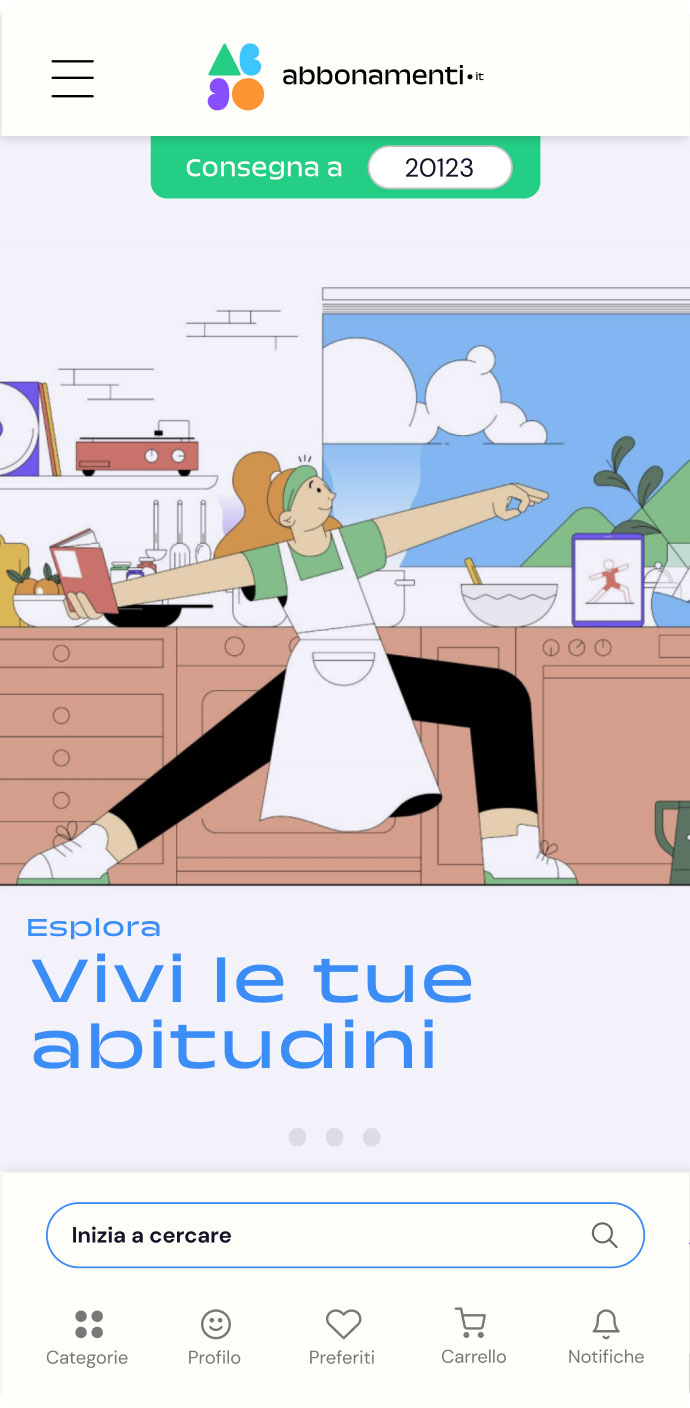 abbonamenti•it
Consegna a 20123
Esplora
Vivi le tue
abitudini
Inizia a cercare
Categorie Profilo Preferiti Carrello Notifiche